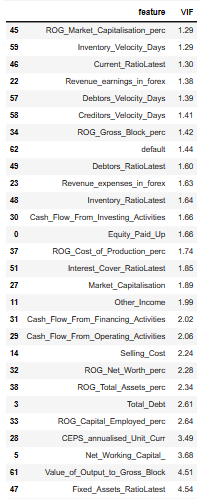 feature VIF
45 ROG_Market_Capitalisation_perc 1.29
59 Inventory_Velocity_Days 1.29
46 Current_RatioLatest 1.30
22 Revenue_earnings_in_forex 1.38
57 Debtors_Velocity_Days 1.39
58 Creditors_Velocity_Days 1.41
34 ROG_Gross_Block_perc 1.42
62 default 1.44
49 Debtors_RatioLatest 1.60
23 Revenue_expenses_in_forex 1.63
48 Inventory_RatioLatest 1.64
30 Cash_Flow_From_Investing_Activities 1.66
0 Equity_Paid_Up 1.66
37 ROG_Cost_of_Production_perc 1.74
51 Interest_Cover_RatioLatest 1.85
27 Market_Capitalisation 1.89
11 Other_Income 1.99
31 Cash_Flow_From_Financing_Activities 2.02
29 Cash_Flow_From_Operating_Activities 2.06
14 Selling_Cost 2.24
32 ROG_Net_Worth_perc 2.28
38 ROG_Total_Assets_perc 2.34
3 Total_Debt 2.61
33 ROG_Capital_Employed_perc 2.64
28 CEPS_annualised_Unit_Curr 3.49
5 Net_Working_Capital_ 3.68
61 Value_of_Output_to_Gross_Block 4.51
47 Fixed_Assets_RatioLatest 4.54